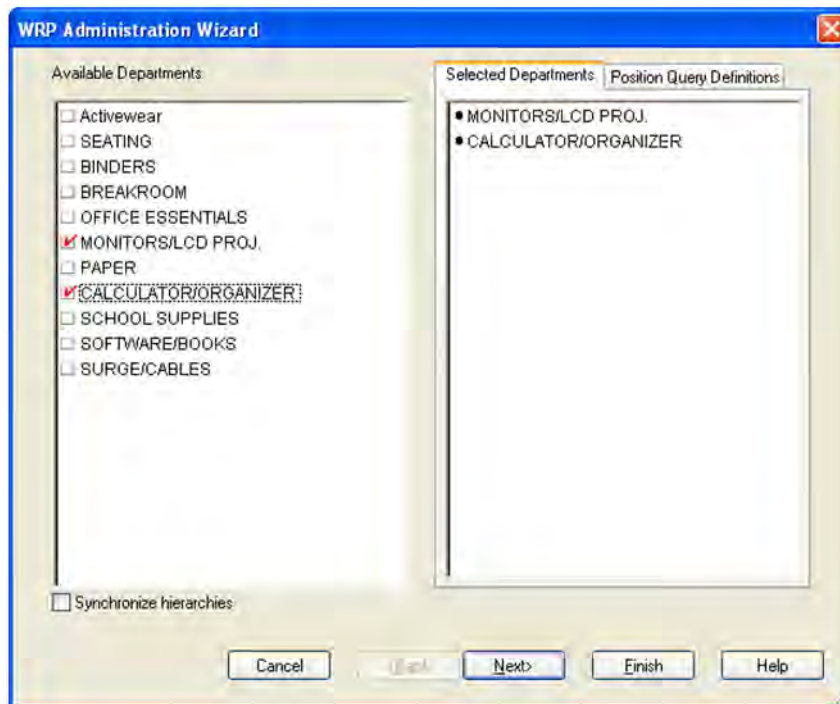 WRP Administration Wizard
Available Departments
Activewear
SEATING
BINDERS
BREAKROOM
OFFICE ESSENTIALS
MONITORS/LCD PROJ.
PAPER
CALCULATOR/ORGANIZER
SCHOOL SUPPLIES
SOFTWARE/BOOKS
SURGE/CABLES
Synchronize hierarchies
Selected Departments Position Query Definitions
MONITORS/LCD PROJ.
CALCULATOR/ORGANIZER
Cancel Next> Finish Help